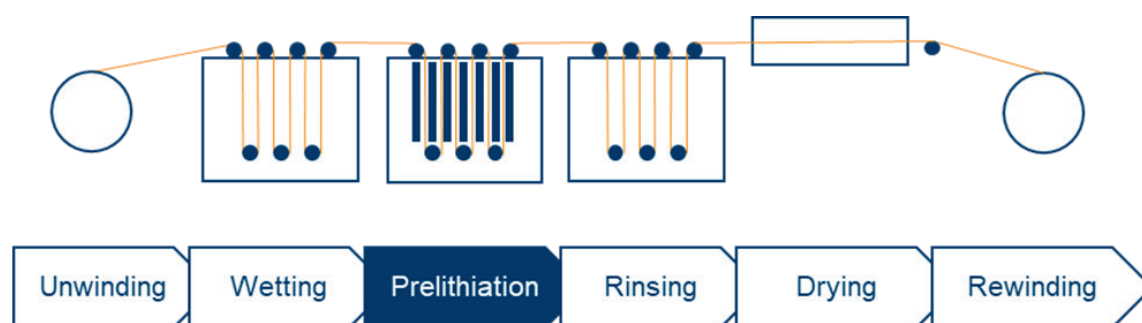 Unwinding
Wetting
Prelithiation
Rinsing
Drying
Rewinding